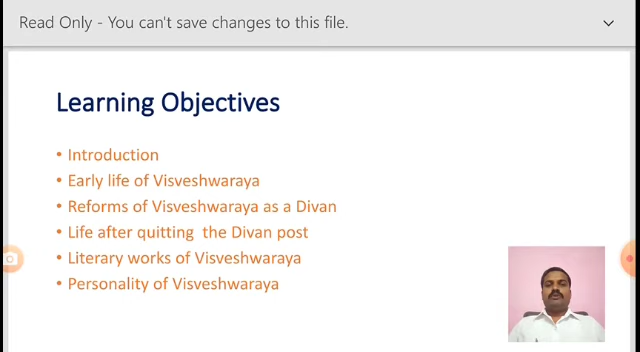 Read Only - You can't save changes to this file.
Learning Objectives
• Introduction
• Early life of Visveshwaraya
• Reforms of Visveshwaraya as a Divan
• Life after quitting the Divan post
• Literary works of Visveshwaraya
• Personality of Visveshwaraya